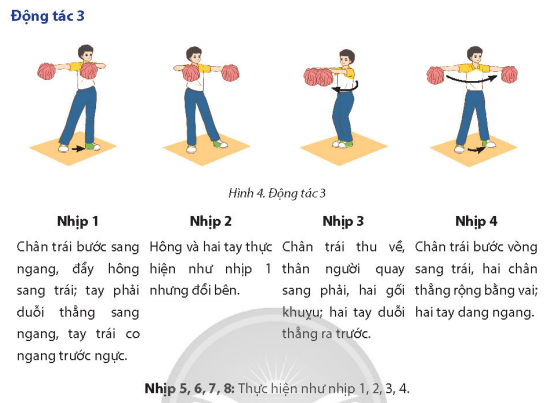 Động tác 3
Hình 4. Động tác 3
Nhịp 1
Chân trái bước sang
ngang, đẩy hông
sang trái; tay phải
duỗi thẳng sang
ngang, tay trái co
ngang trước ngực.
Nhịp 2
Hông và hai tay thực
hiện như nhịp 1
nhưng đổi bên.
Nhịp 3
Chân trái thu về,
thân người quay
sang phải, hai gối
khuỵu; hai tay duỗi
thẳng ra trước.
Nhịp 4
Chân trái bước vòng
sang trái, hai chân
thẳng rộng bằng vai;
hai tay dang ngang.
Nhịp 5, 6, 7, 8: Thực hiện như nhịp 1, 2, 3, 4.